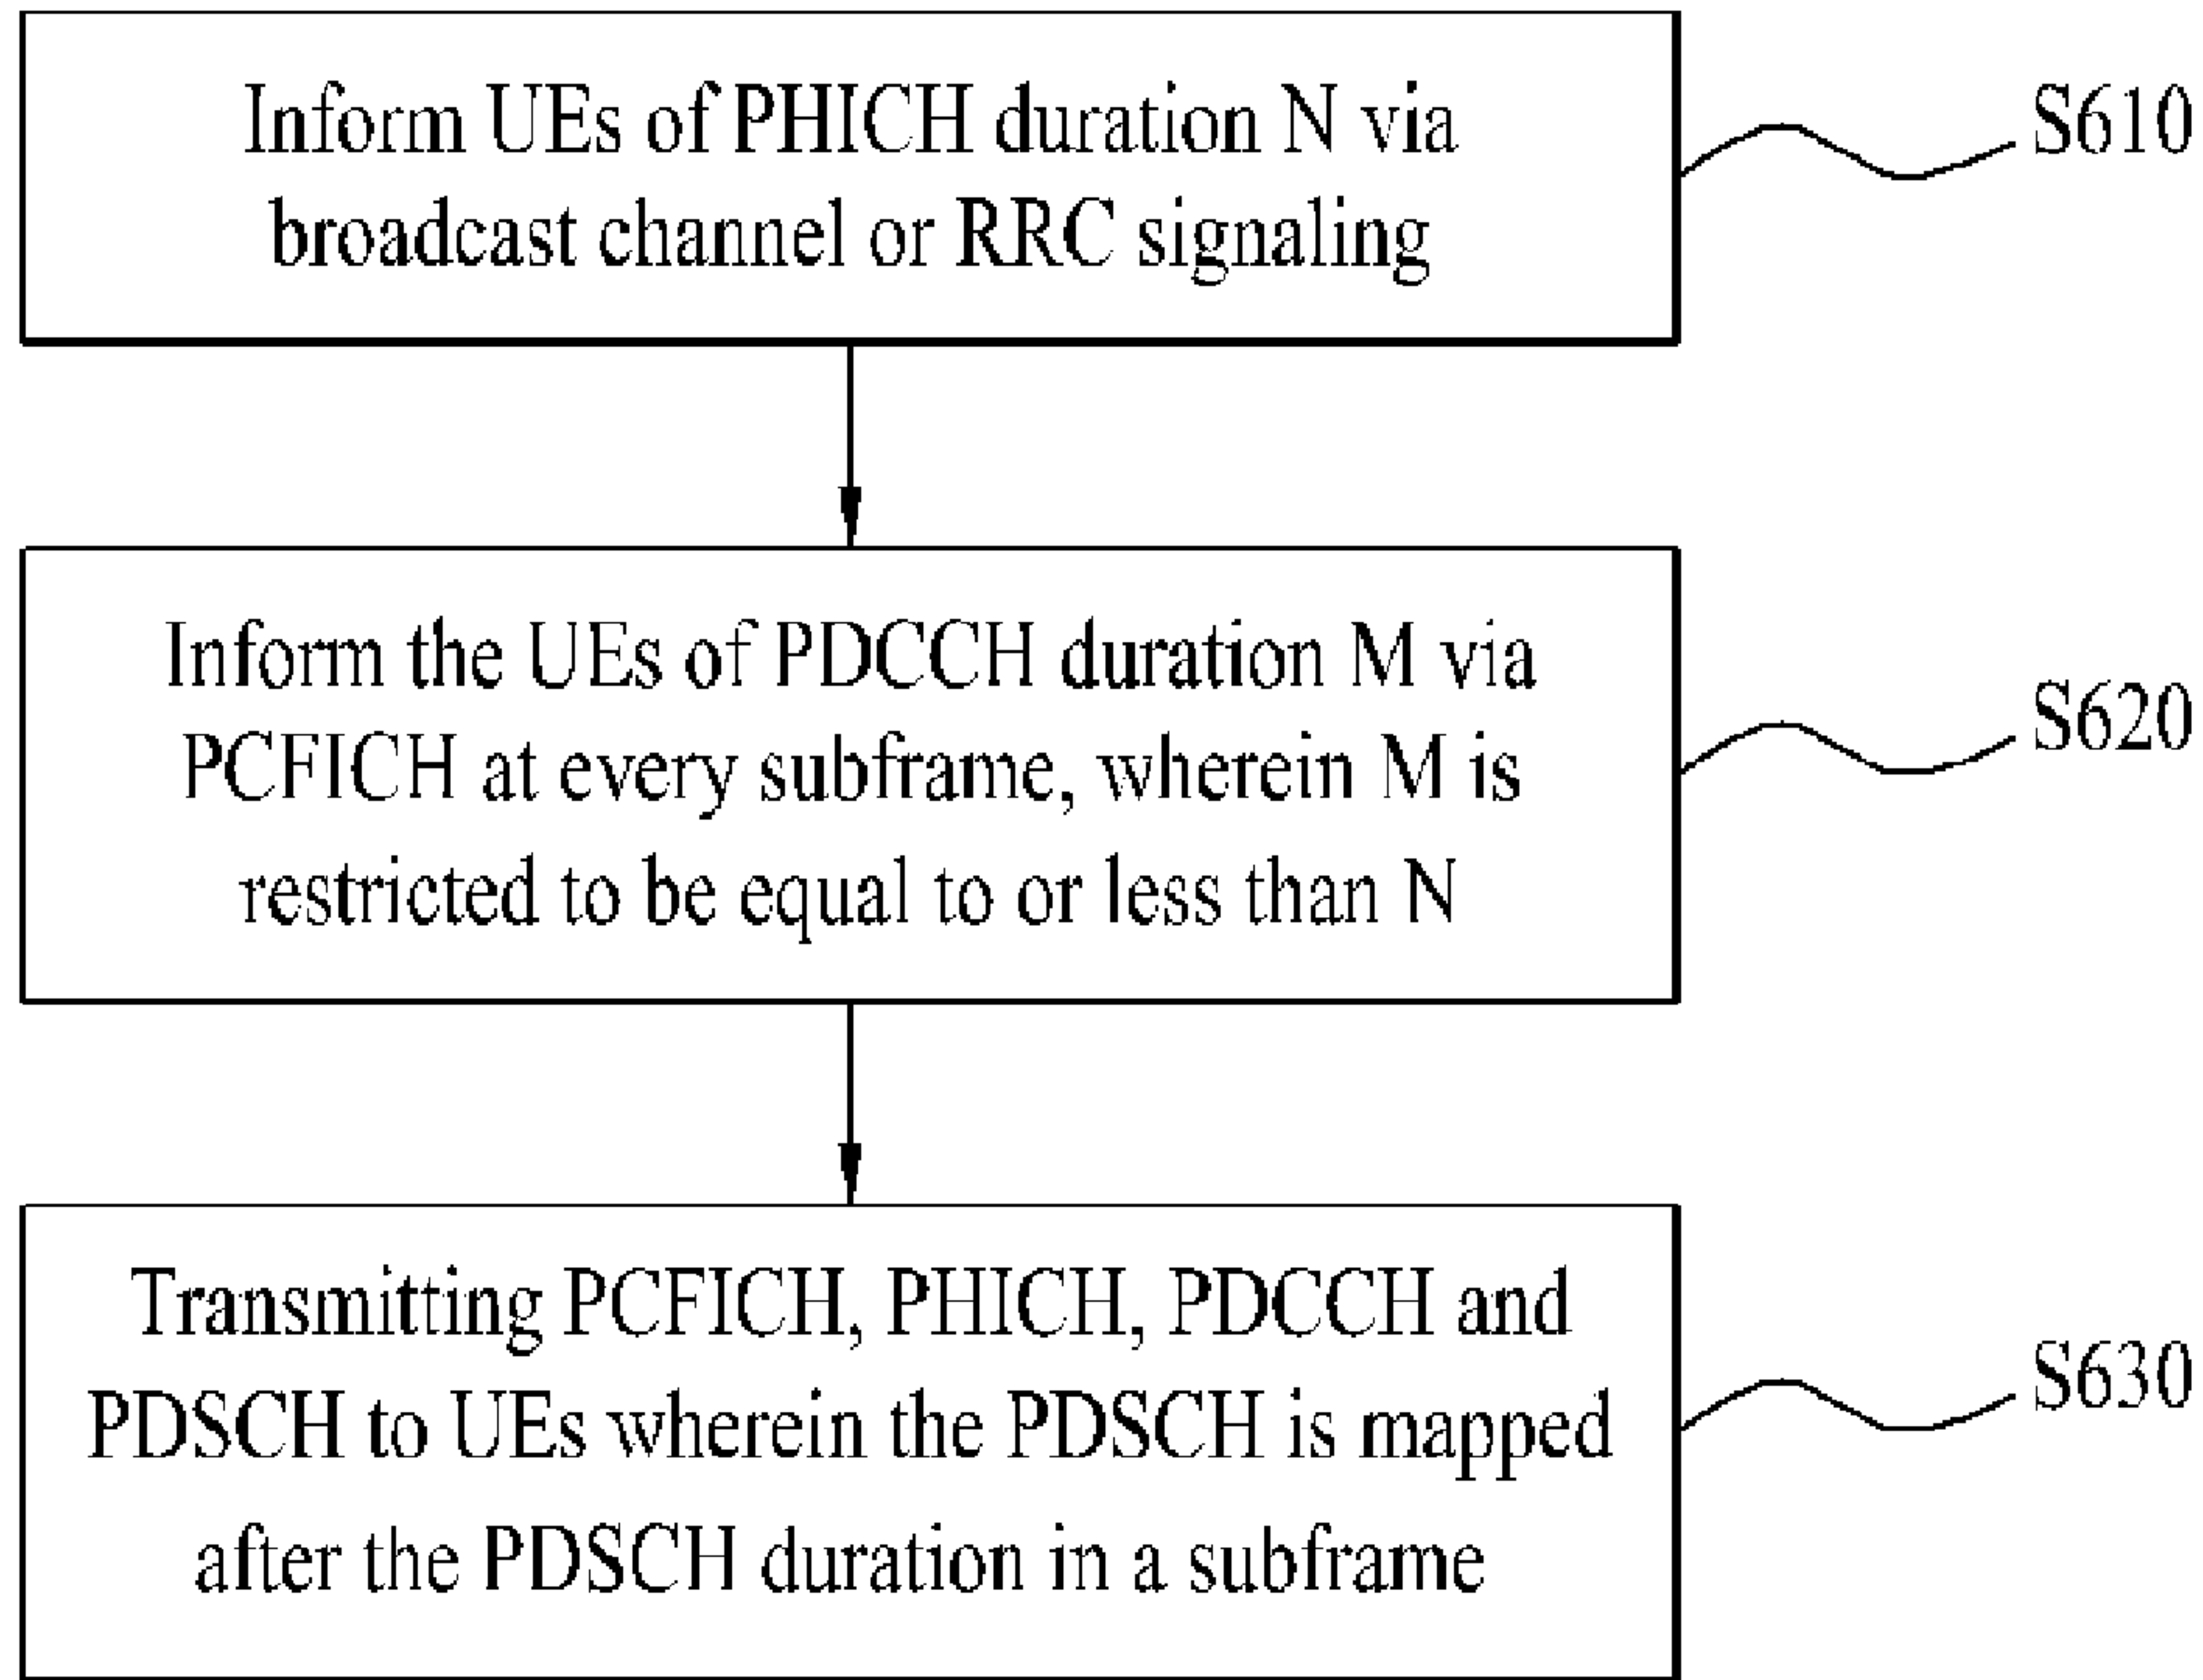 Inform UEs of PHICH duration N via
broadcast channel or RRC signaling
S610
Inform the UEs of PDCCH duration M via
PCFICH at every subframe, wherein M is
restricted to be equal to or less than N
S620
Transmitting PCFICH, PHICH, PDCCH and
PDSCH to UEs wherein the PDSCH is mapped
after the PDSCH duration in a subframe
S630